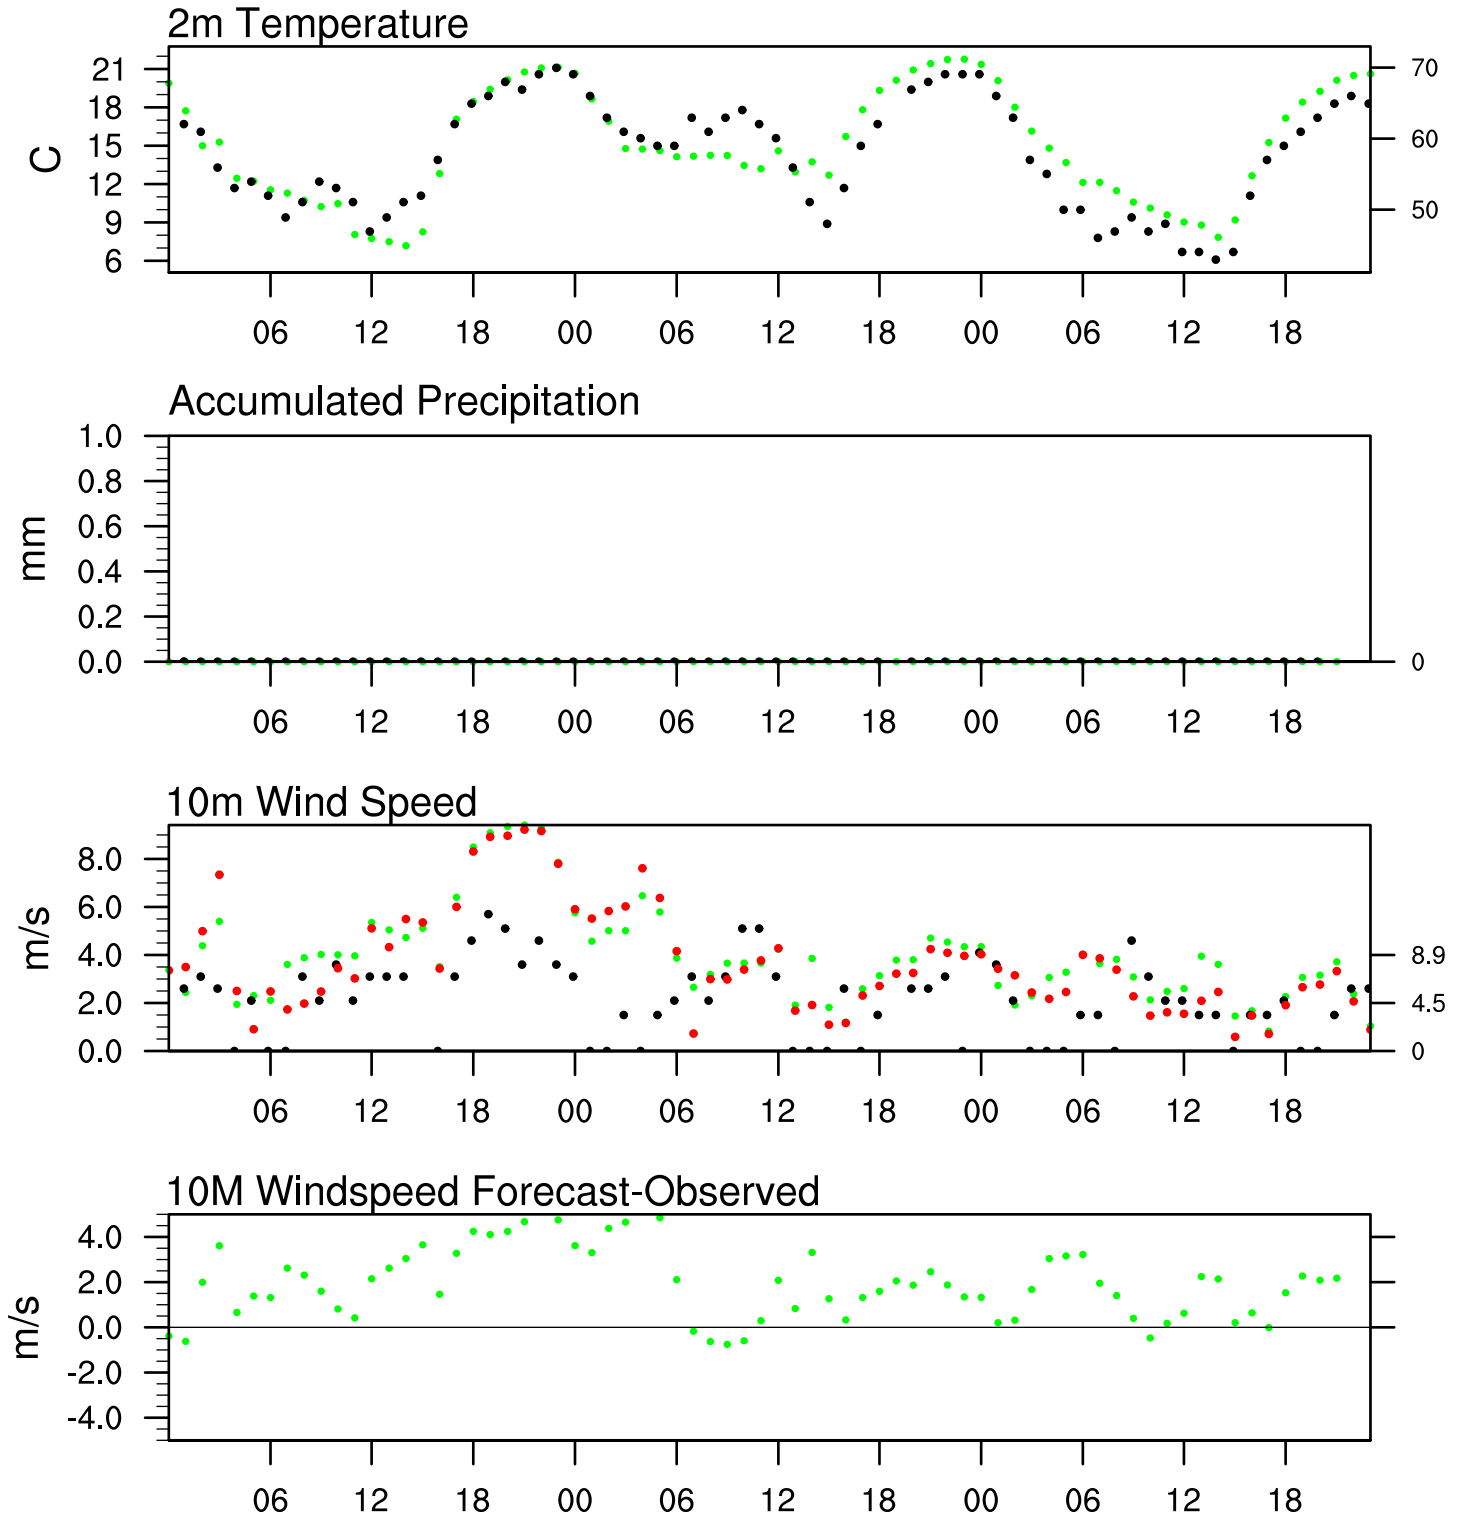 2m Temperature
21
18
15
12
9
6
C
70
60
50
06 12 18 00 06 12 18 00 06 12 18
Accumulated Precipitation
1.0
0.8
0.6
0.4
0.2
0.0
mm
0
06 12 18 00 06 12 18 00 06 12 18
10m Wind Speed
8.0
6.0
4.0
2.0
0.0
m/s
8.9
4.5
0
06 12 18 00 06 12 18 00 06 12 18
10M Windspeed Forecast-Observed
4.0
2.0
0.0
-2.0
-4.0
m/s
06 12 18 00 06 12 18 00 06 12 18